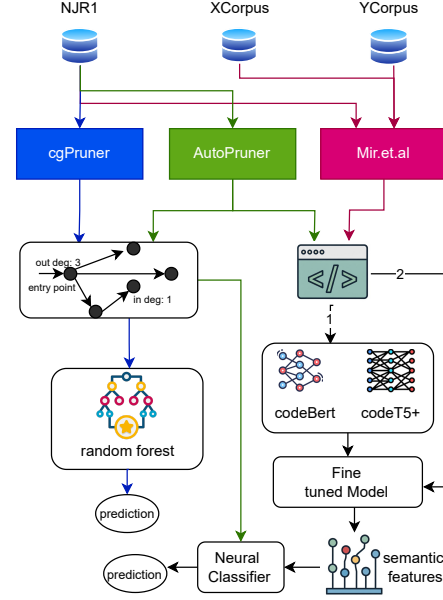 NJR1
XCorpus
YCorpus
cgPruner
AutoPruner
Mir.et.al
out deg: 3
entry point
in deg: 1
</>
2
1
codeBert
codeT5+
random forest
Fine
tuned Model
prediction
Neural
Classifier
prediction
semantic
features